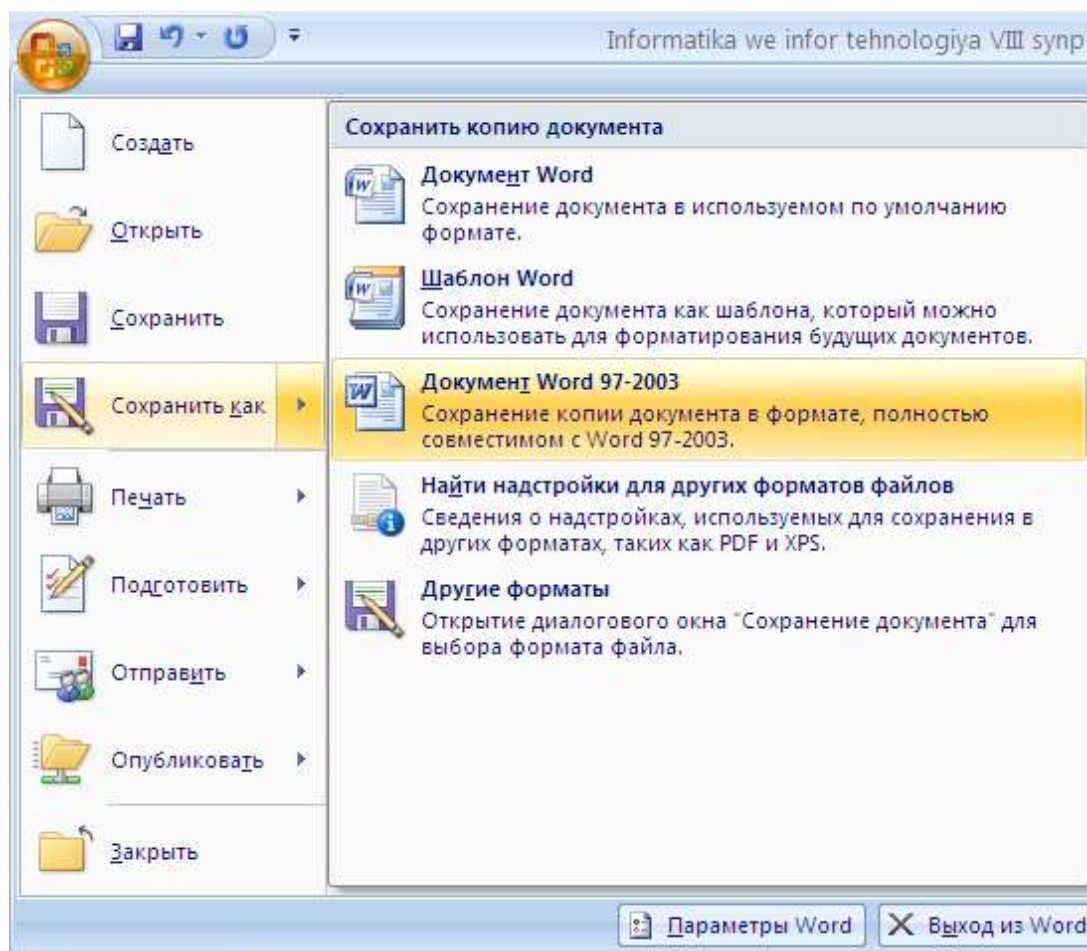 Informatika we infor tehnologiya VIII synp
Создать
Открыть
Сохранить
Сохранить как
Печать
Подготовить
Отправить
Опубликовать
Закрыть
Сохранить копию документа
Документ Word
Сохранение документа в используемом по умолчанию
формате.
Шаблон Word
Сохранение документа как шаблона, который можно
использовать для форматирования будущих документов.
Документ Word 97-2003
Сохранение копии документа в формате, полностью
совместимом с Word 97-2003.
Найти надстройки для других форматов файлов
Сведения о надстройках, используемых для сохранения в
других форматах, таких как PDF и XPS.
Другие форматы
Открытие диалогового окна "Сохранение документа" для
выбора формата файла.
Параметры Word
Выход из Word